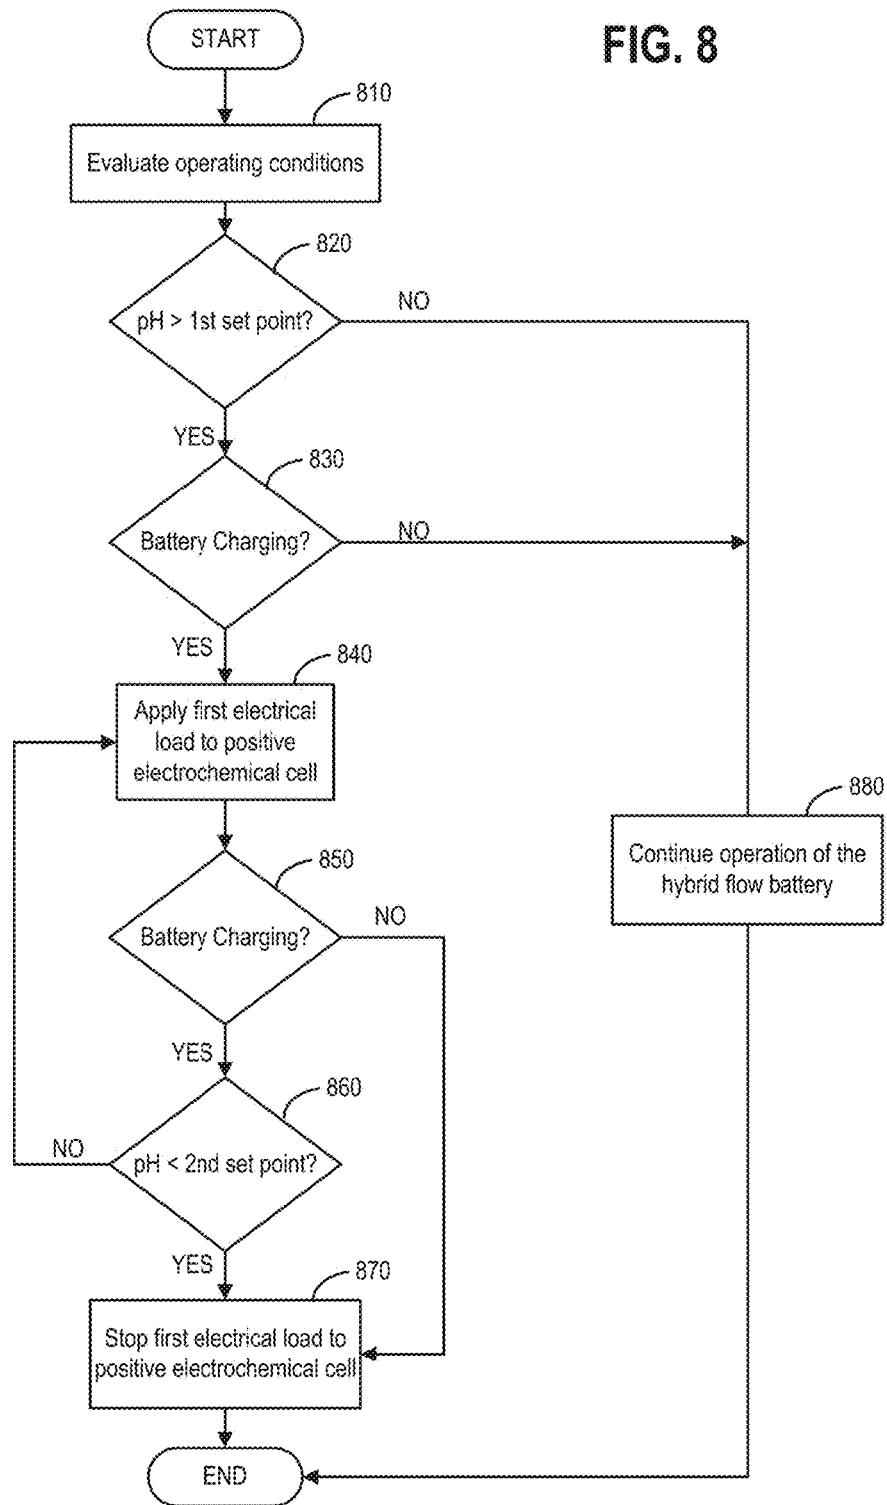 START
FIG. 8
810
Evaluate operating conditions
820
pH > 1st set point?
NO
YES
830
Battery Charging?
NO
YES
840
Apply first electrical
load to positive
electrochemical cell
880
Continue operation of the
hybrid flow battery
850
Battery Charging?
NO
YES
860
pH < 2nd set point?
NO
YES
870
Stop first electrical load to
positive electrochemical cell
END